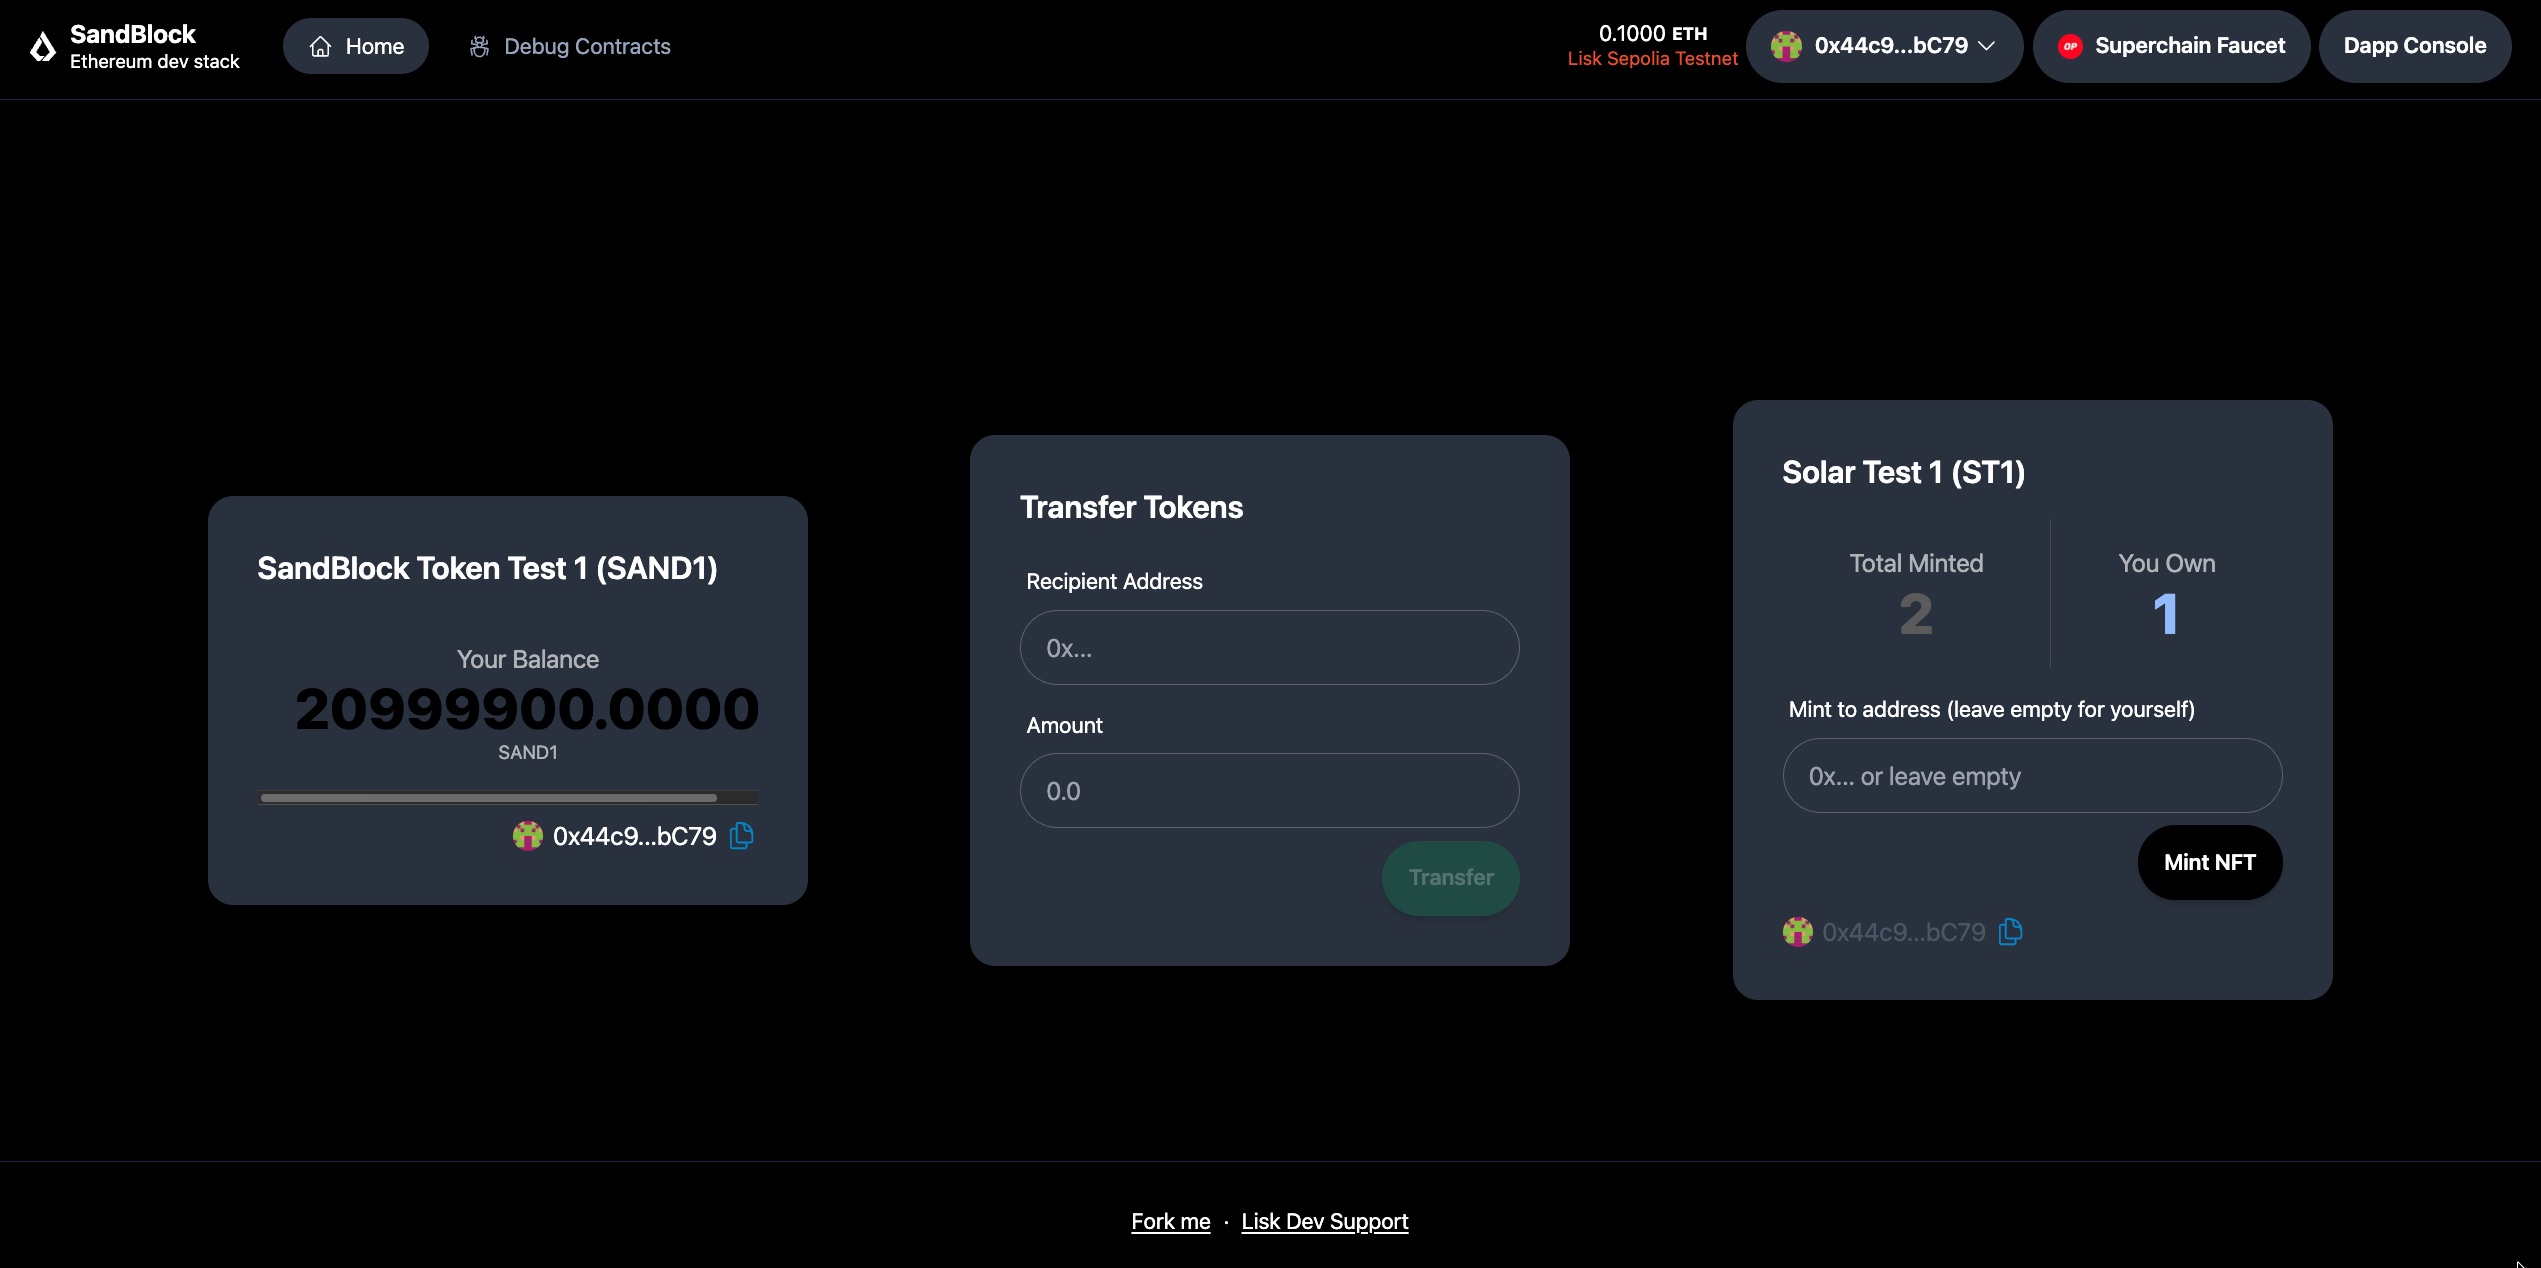 SandBlock
Ethereum dev stack
Home
Debug Contracts
0.1000 ETH
Lisk Sepolia Testnet
0x44c9...bC79
OP
Superchain Faucet
Dapp Console
SandBlock Token Test 1 (SAND1)
Your Balance
20999900.0000
SAND1
0x44c9...bC79
Transfer Tokens
Recipient Address
0x...
Amount
0.0
Transfer
Solar Test 1 (ST1)
Total Minted
2
You Own
1
Mint to address (leave empty for yourself)
0x... or leave empty
Mint NFT
0x44c9...bC79
Fork me · Lisk Dev Support